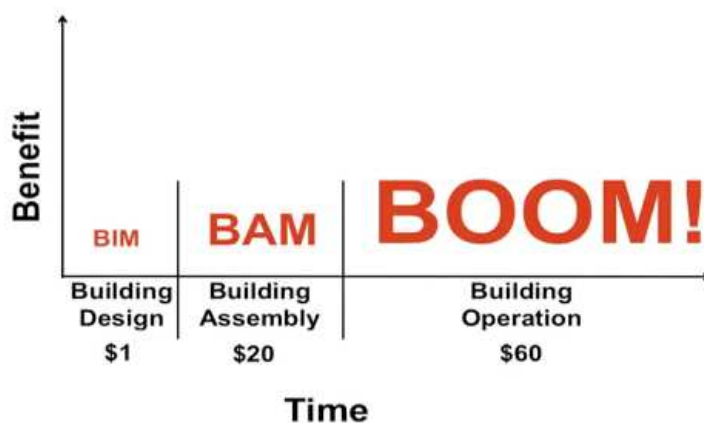 Benefit
BIM
BAM
BOOM!
Building
Design
$1
Building
Assembly
$20
Building
Operation
$60
Time